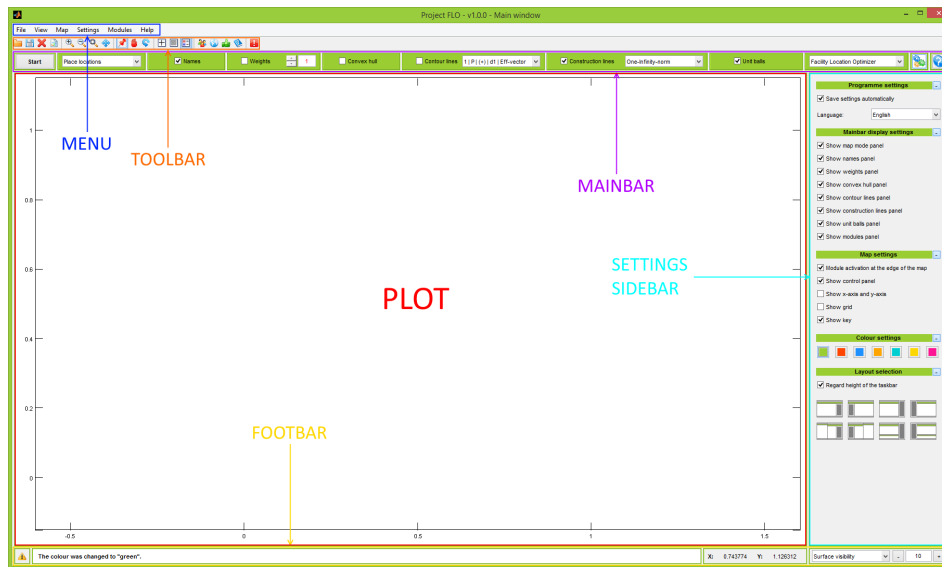 Project FLO - v1.0.0 - Main window
File View Map Settings Modules Help
Start Place locations Names Weights 1 Convex hull Contour lines 1 | P | (+) | d1 | Eff-vector Construction lines One-Infinity-norm Unit balls Facility Location Optimizer
MENU
TOOLBAR
MAINBAR
SETTINGS
SIDEBAR
PLOT
FOOTBAR
1
0.8
0.6
0.4
0.2
0
-0.5 0 0.5 1 1.5
Programme settings -
Save settings automatically
Language: English
Mainbar display settings -
Show map mode panel
Show names panel
Show weights panel
Show convex hull panel
Show contour lines panel
Show construction lines panel
Show unit balls panel
Show modules panel
Map settings -
Module activation at the edge of the map
Show control panel
Show x-axis and y-axis
Show grid
Show key
Colour settings -
Layout selection -
Regard height of the taskbar
The colour was changed to "green". X: 0.743774 Y: 1.126312 Surface visibility - 10 +